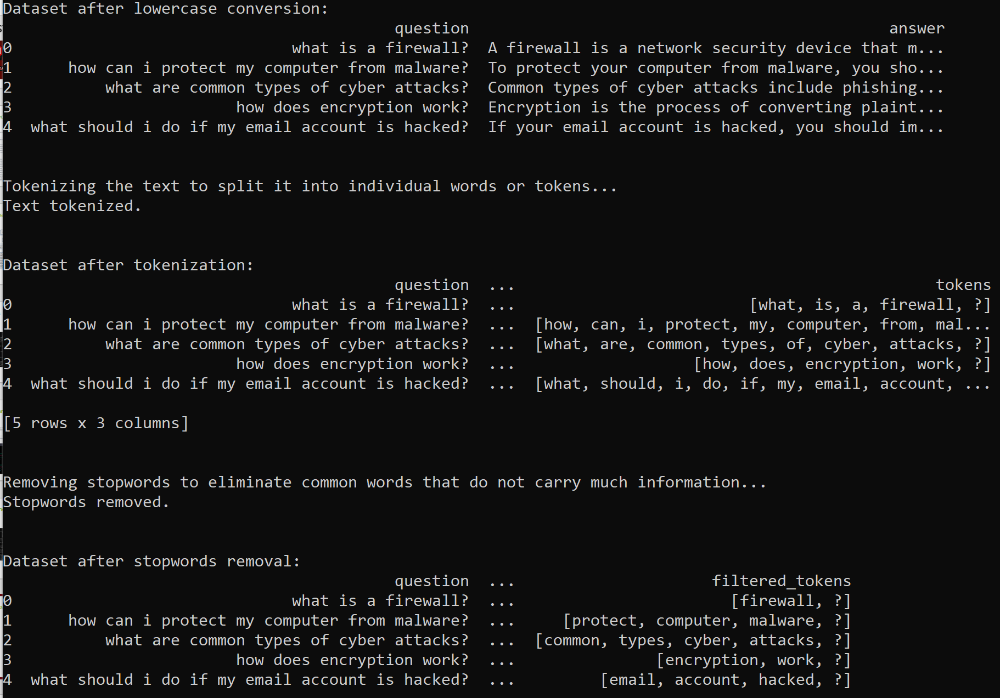 Dataset after lowercase conversion:
question answer
0 what is a firewall? A firewall is a network security device that m...
1 how can i protect my computer from malware? To protect your computer from malware, you sho...
2 what are common types of cyber attacks? Common types of cyber attacks include phishing...
3 how does encryption work? Encryption is the process of converting plaint...
4 what should i do if my email account is hacked? If your email account is hacked, you should im...
Tokenizing the text to split it into individual words or tokens...
Text tokenized.
Dataset after tokenization:
question ... tokens
0 what is a firewall? ... [what, is, a, firewall, ?]
1 how can i protect my computer from malware? ... [how, can, i, protect, my, computer, from, mal...
2 what are common types of cyber attacks? ... [what, are, common, types, of, cyber, attacks, ?]
3 how does encryption work? ... [how, does, encryption, work, ?]
4 what should i do if my email account is hacked? ... [what, should, i, do, if, my, email, account, ...
[5 rows x 3 columns]
Removing stopwords to eliminate common words that do not carry much information...
Stopwords removed.
Dataset after stopwords removal:
question ... filtered_tokens
0 what is a firewall? ... [firewall, ?]
1 how can i protect my computer from malware? ... [protect, computer, malware, ?]
2 what are common types of cyber attacks? ... [common, types, cyber, attacks, ?]
3 how does encryption work? ... [encryption, work, ?]
4 what should i do if my email account is hacked? ... [email, account, hacked, ?]